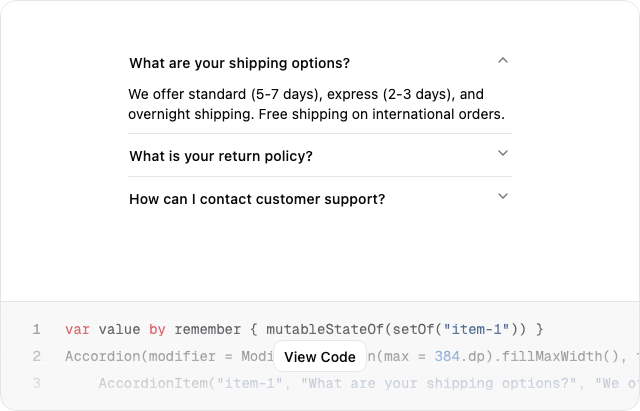 What are your shipping options?
We offer standard (5-7 days), express (2-3 days), and
overnight shipping. Free shipping on international orders.
What is your return policy?
How can I contact customer support?
1 var value by remember { mutableStateOf(setOf("item-1")) }
2 Accordion(modifier = Modi n(max = 384.dp).fillMaxWidth(),
View Code
3 AccordionItem("item-1", "What are your shipping options?", "We of